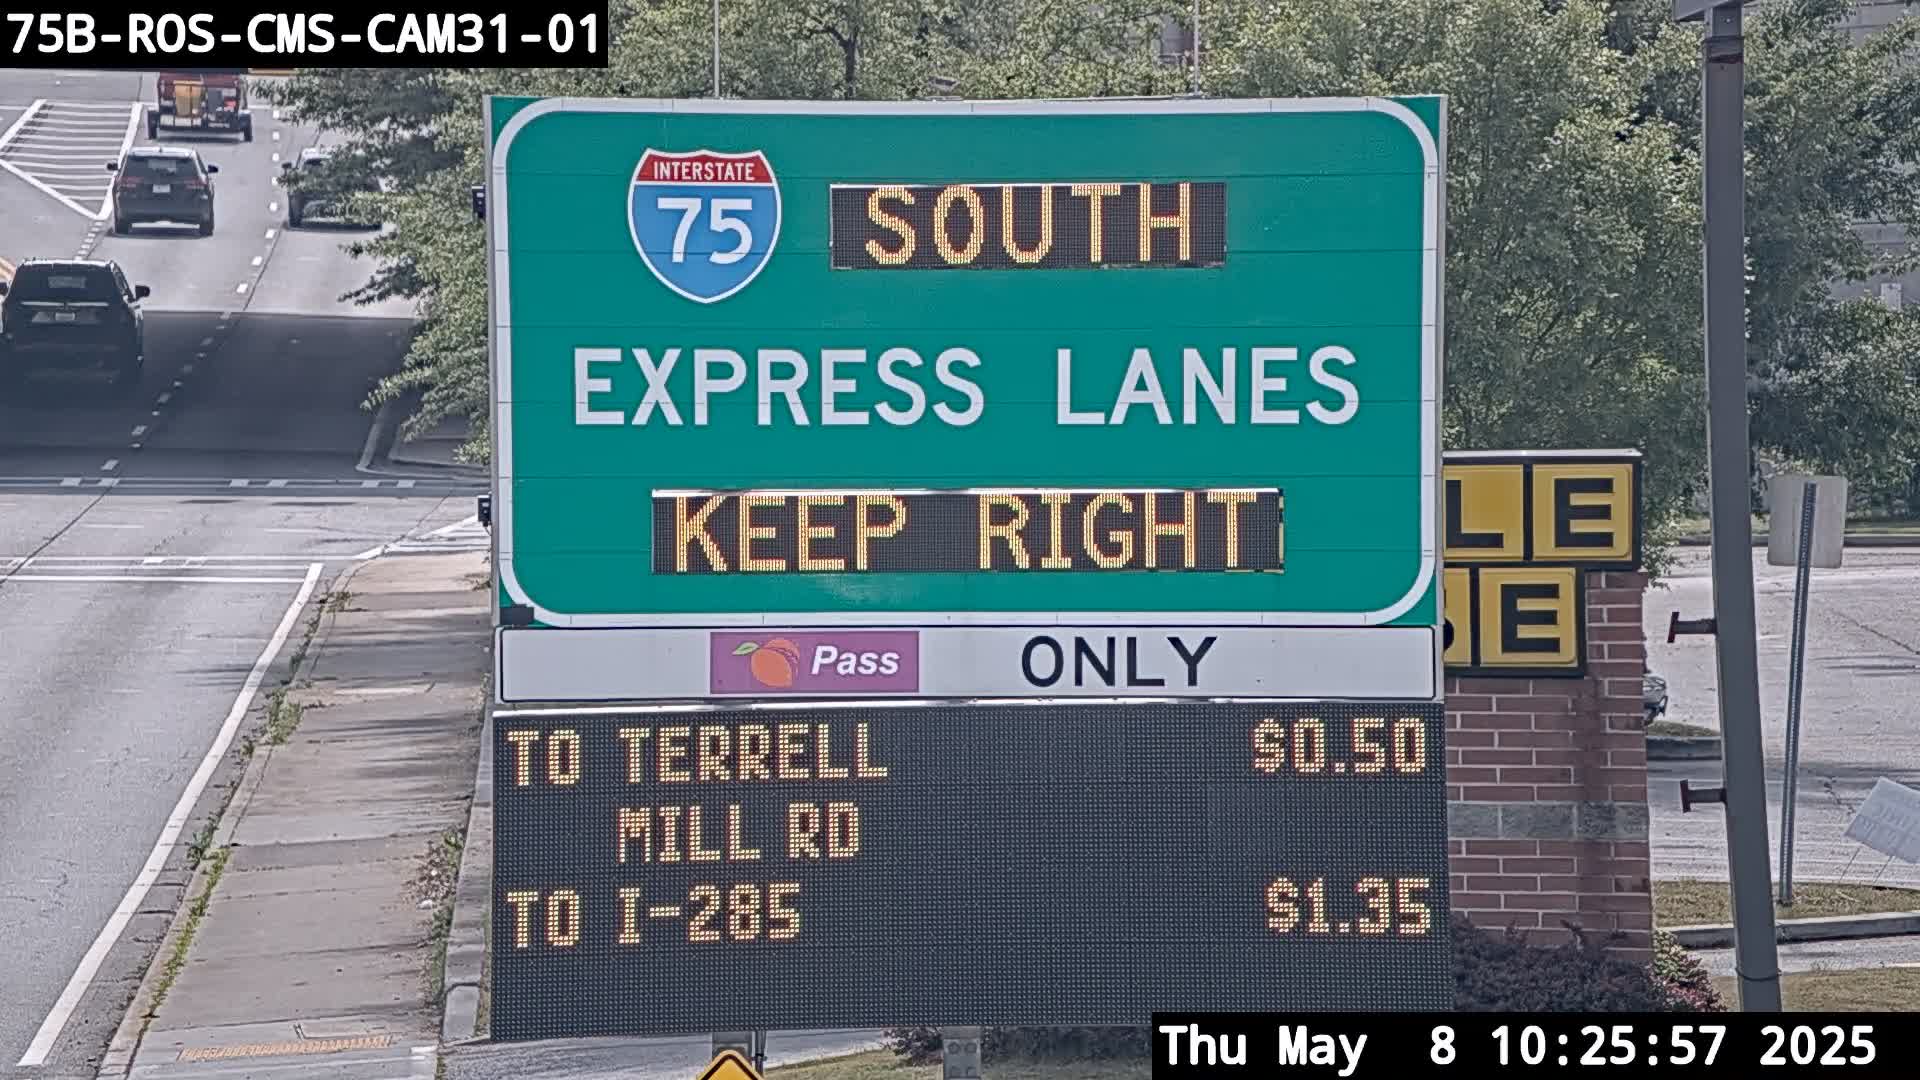 75B-ROS-CMS-CAM31-01
INTERSTATE
75
SOUTH
EXPRESS LANES
KEEP RIGHT
LE
E
Pass ONLY
TO TERRELL $0.50
MILL RD
TO I-285 $1.35
Thu May 8 10:25:57 2025